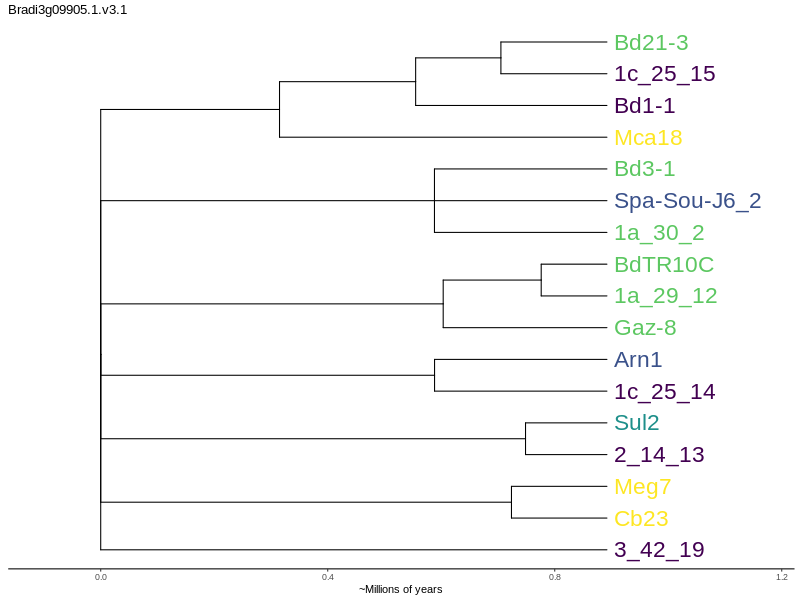 Bradi3g09905.1.v3.1
Bd21-3
1c_25_15
Bd1-1
Mca18
Bd3-1
Spa-Sou-J6_2
1a_30_2
BdTR10C
1a_29_12
Gaz-8
Arn1
1c_25_14
Sul2
2_14_13
Meg7
Cb23
3_42_19
0.0 0.4 0.8 1.2
~Millions of years